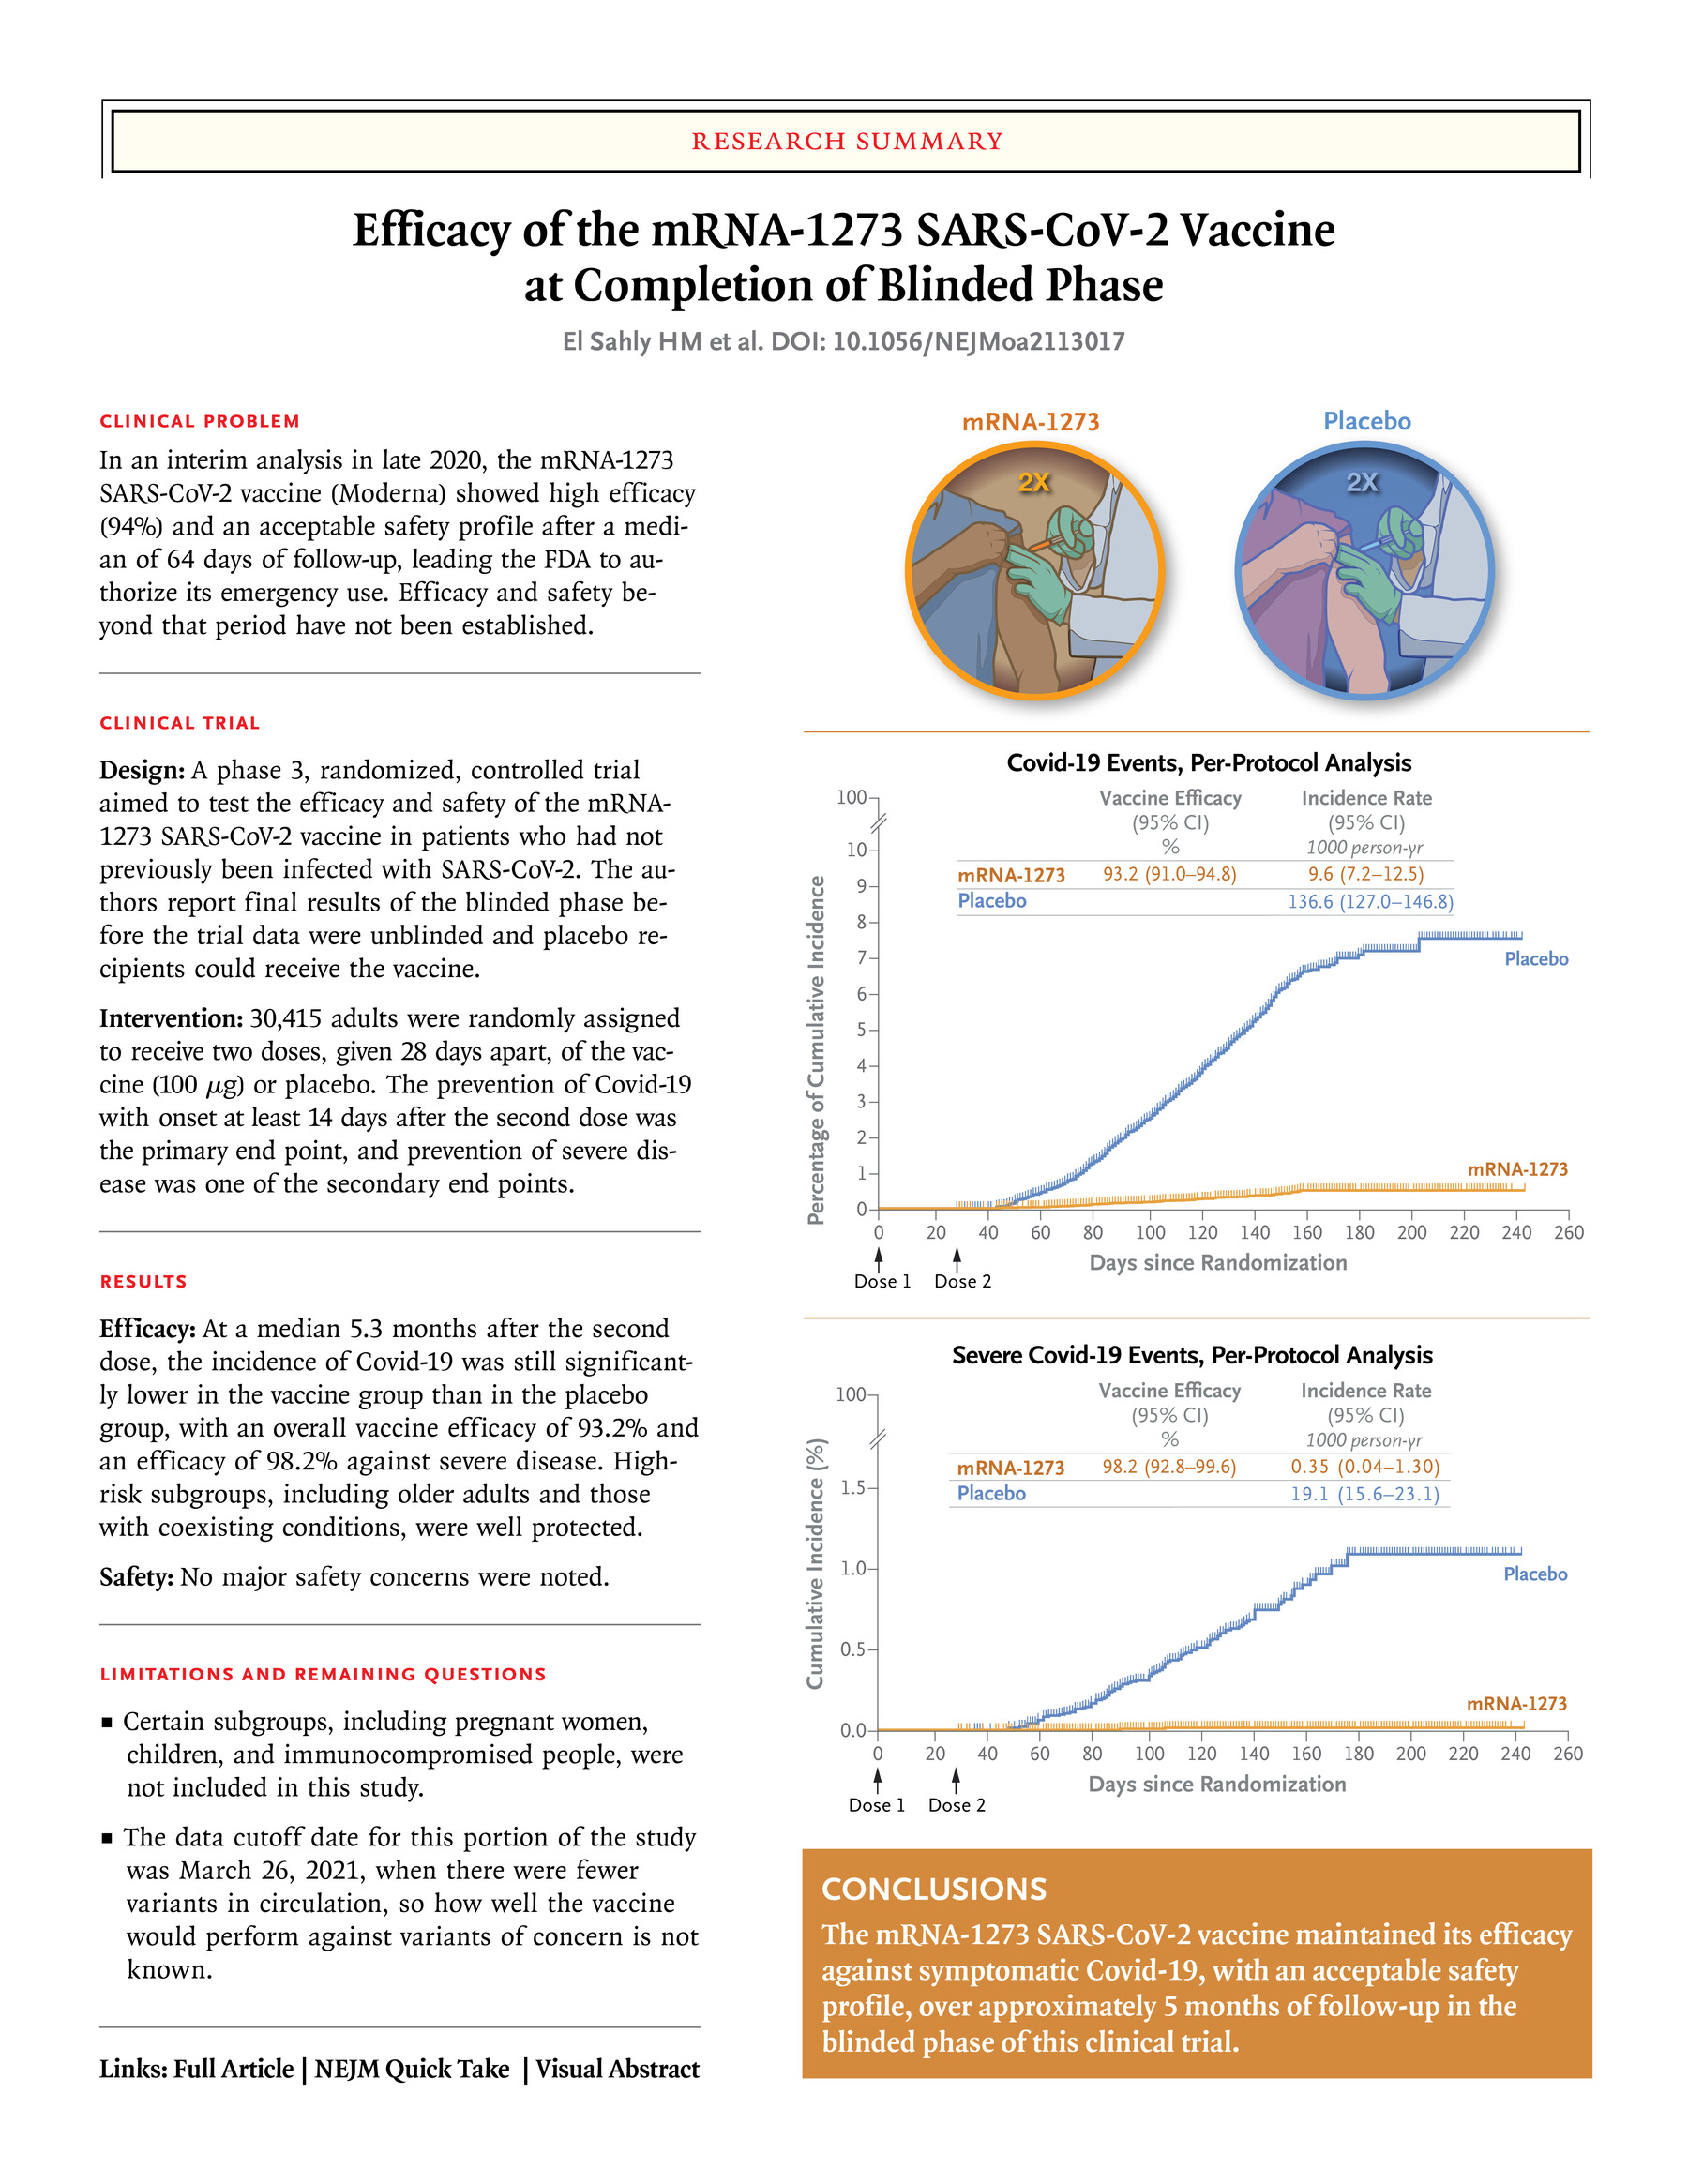 RESEARCH SUMMARY
Efficacy of the mRNA-1273 SARS-CoV-2 Vaccine
at Completion of Blinded Phase
El Sahly HM et al. DOI: 10.1056/NEJMoa2113017
CLINICAL PROBLEM
In an interim analysis in late 2020, the mRNA-1273
SARS-CoV-2 vaccine (Moderna) showed high efficacy
(94%) and an acceptable safety profile after a medi-
an of 64 days of follow-up, leading the FDA to au-
thorize its emergency use. Efficacy and safety be-
yond that period have not been established.
CLINICAL TRIAL
Design: A phase 3, randomized, controlled trial
aimed to test the efficacy and safety of the mRNA-
1273 SARS-CoV-2 vaccine in patients who had not
previously been infected with SARS-CoV-2. The au-
thors report final results of the blinded phase be-
fore the trial data were unblinded and placebo re-
cipients could receive the vaccine.
Intervention: 30,415 adults were randomly assigned
to receive two doses, given 28 days apart, of the vac-
cine (100 μg) or placebo. The prevention of Covid-19
with onset at least 14 days after the second dose was
the primary end point, and prevention of severe dis-
ease was one of the secondary end points.
RESULTS
Efficacy: At a median 5.3 months after the second
dose, the incidence of Covid-19 was still significant-
ly lower in the vaccine group than in the placebo
group, with an overall vaccine efficacy of 93.2% and
an efficacy of 98.2% against severe disease. High-
risk subgroups, including older adults and those
with coexisting conditions, were well protected.
Safety: No major safety concerns were noted.
LIMITATIONS AND REMAINING QUESTIONS
■ Certain subgroups, including pregnant women,
children, and immunocompromised people, were
not included in this study.
■ The data cutoff date for this portion of the study
was March 26, 2021, when there were fewer
variants in circulation, so how well the vaccine
would perform against variants of concern is not
known.
Links: Full Article | NEJM Quick Take | Visual Abstract
mRNA-1273 Placebo
2X 2X
Covid-19 Events, Per-Protocol Analysis
Vaccine Efficacy Incidence Rate
(95% CI) (95% CI)
% 1000 person-yr
mRNA-1273 93.2 (91.0–94.8) 9.6 (7.2–12.5)
Placebo 136.6 (127.0–146.8)
Percentage of Cumulative Incidence
100
10
9
8
7
6
5
4
3
2
1
0
Placebo
mRNA-1273
0 20 40 60 80 100 120 140 160 180 200 220 240 260
Days since Randomization
Dose 1 Dose 2
Severe Covid-19 Events, Per-Protocol Analysis
Vaccine Efficacy Incidence Rate
(95% CI) (95% CI)
% 1000 person-yr
mRNA-1273 98.2 (92.8–99.6) 0.35 (0.04–1.30)
Placebo 19.1 (15.6–23.1)
Cumulative Incidence (%)
100
1.5
1.0
0.5
0.0
Placebo
mRNA-1273
0 20 40 60 80 100 120 140 160 180 200 220 240 260
Days since Randomization
Dose 1 Dose 2
CONCLUSIONS
The mRNA-1273 SARS-CoV-2 vaccine maintained its efficacy
against symptomatic Covid-19, with an acceptable safety
profile, over approximately 5 months of follow-up in the
blinded phase of this clinical trial.